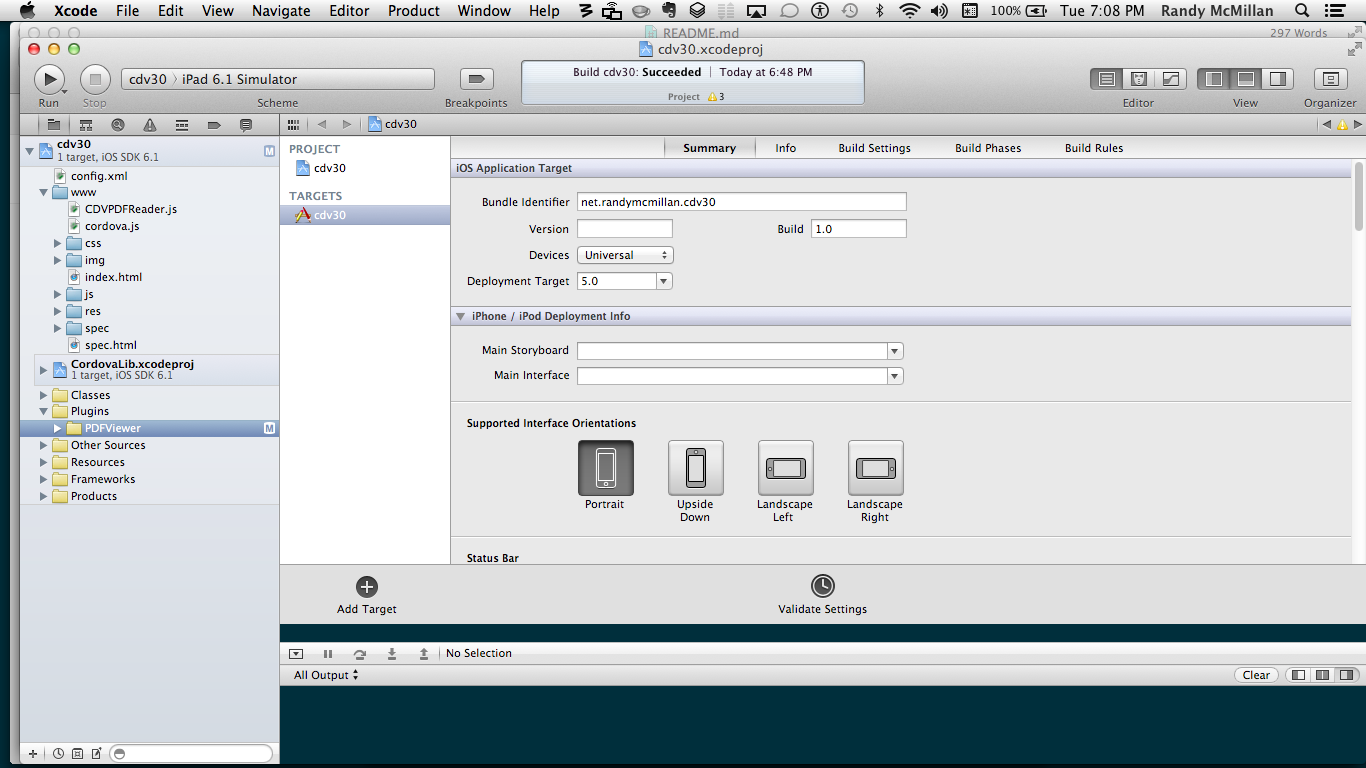 Xcode File Edit View Navigate Editor Product Window Help 100% Tue 7:08 PM Randy McMillan
README.md 297 Words
cdv30.xcodeproj
cdv30 iPad 6.1 Simulator
Build cdv30: Succeeded Today at 6:48 PM
Project 3
Run Stop Scheme Breakpoints Editor View Organizer
cdv30
cdv30
1 target, iOS SDK 6.1
M
config.xml
www
CDVPDFReader.js
cordova.js
css
img
index.html
js
res
spec
spec.html
CordovaLib.xcodeproj
1 target, iOS SDK 6.1
Classes
Plugins
PDFViewer M
Other Sources
Resources
Frameworks
Products
PROJECT
cdv30
TARGETS
cdv30
Summary Info Build Settings Build Phases Build Rules
iOS Application Target
Bundle Identifier net.randymcmillan.cdv30
Version Build 1.0
Devices Universal
Deployment Target 5.0
iPhone / iPod Deployment Info
Main Storyboard
Main Interface
Supported Interface Orientations
Portrait Upside Landscape Landscape
Down Left Right
Status Bar
Add Target Validate Settings
No Selection
All Output Clear